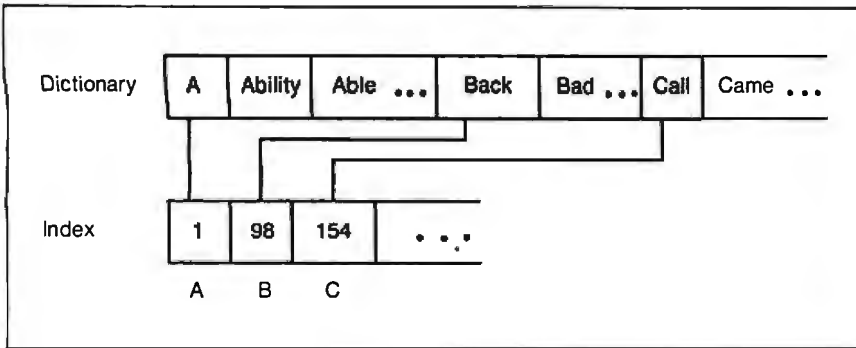 Dictionary A Ability Able ... Back Bad ... Call Came ...
Index 1 98 154 ...
A B C